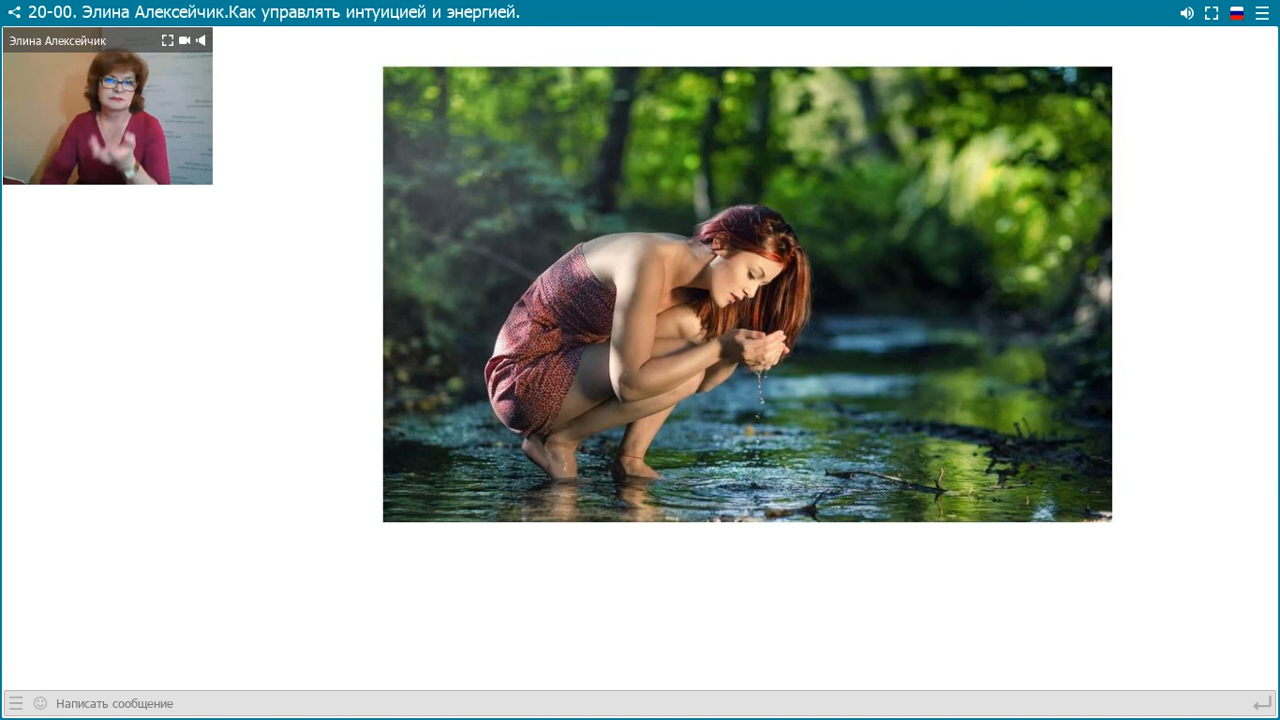 20-00. Элина Алексейчик.Как управлять интуицией и энергией.
Элина Алексейчик
Написать сообщение